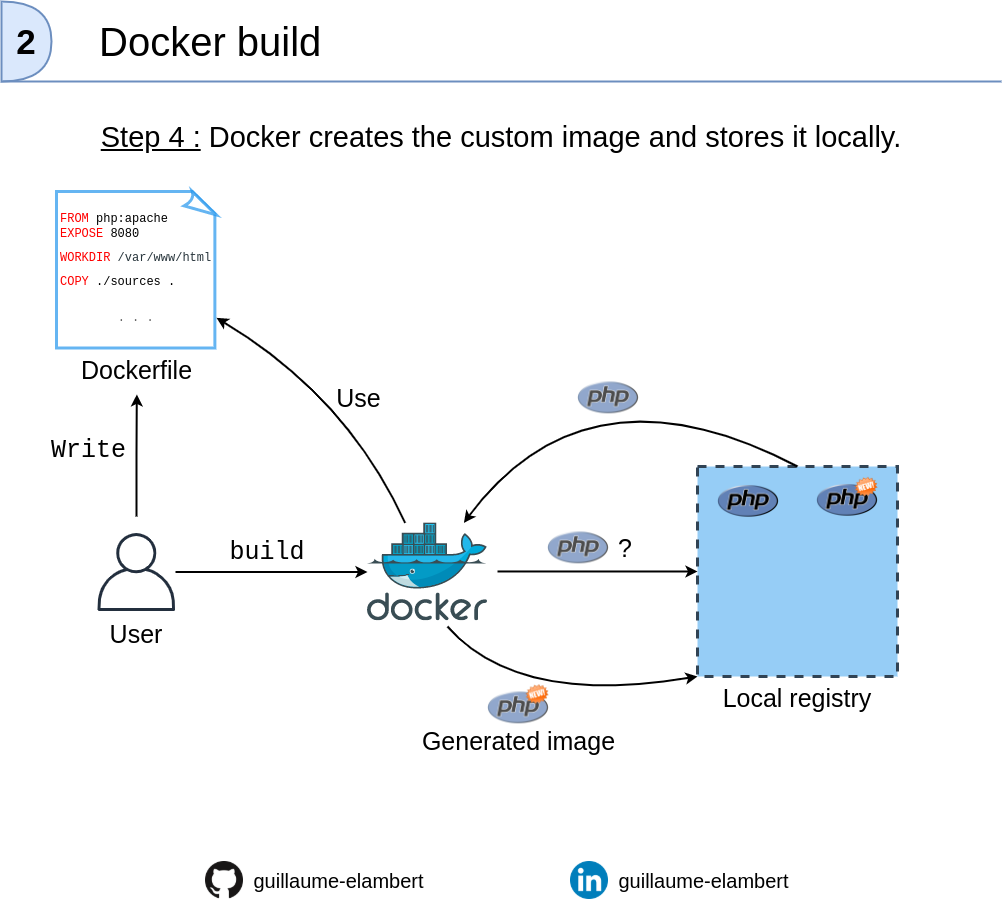 2
Docker build
Step 4 : Docker creates the custom image and stores it locally.
FROM php:apache
EXPOSE 8080
WORKDIR /var/www/html
COPY ./sources .
. . .
Dockerfile
Use
php
Write
php
php NEW!
build
php ?
docker
User
php NEW!
Local registry
Generated image
guillaume-elambert
guillaume-elambert